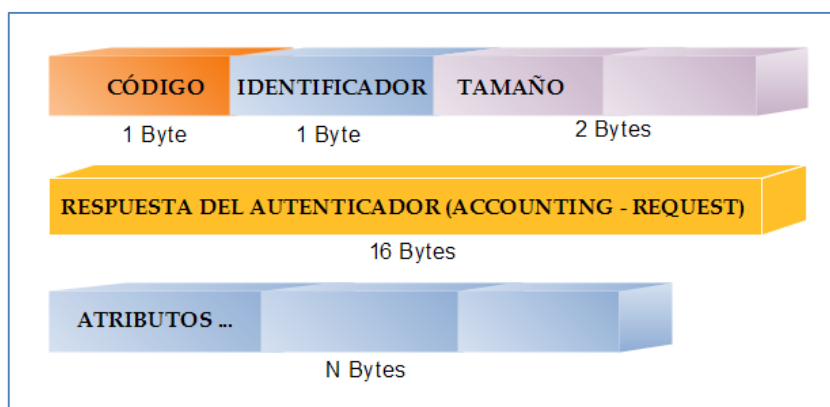 CÓDIGO IDENTIFICADOR TAMAÑO
1 Byte 1 Byte 2 Bytes
RESPUESTA DEL AUTENTICADOR (ACCOUNTING - REQUEST)
16 Bytes
ATRIBUTOS ...
N Bytes